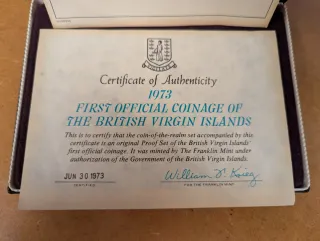 Certificate of Authenticity
1973
FIRST OFFICIAL COINAGE OF
THE BRITISH VIRGIN ISLANDS
This is to certify that the coin-of-the-realm set accompanied by this
certificate is an original Proof Set of the British Virgin Islands'
first official coinage. It was minted by The Franklin Mint under
authorization of the Government of the British Virgin Islands.
JUN 30 1973
CERTIFIED
FOR THE FRANKLIN MINT